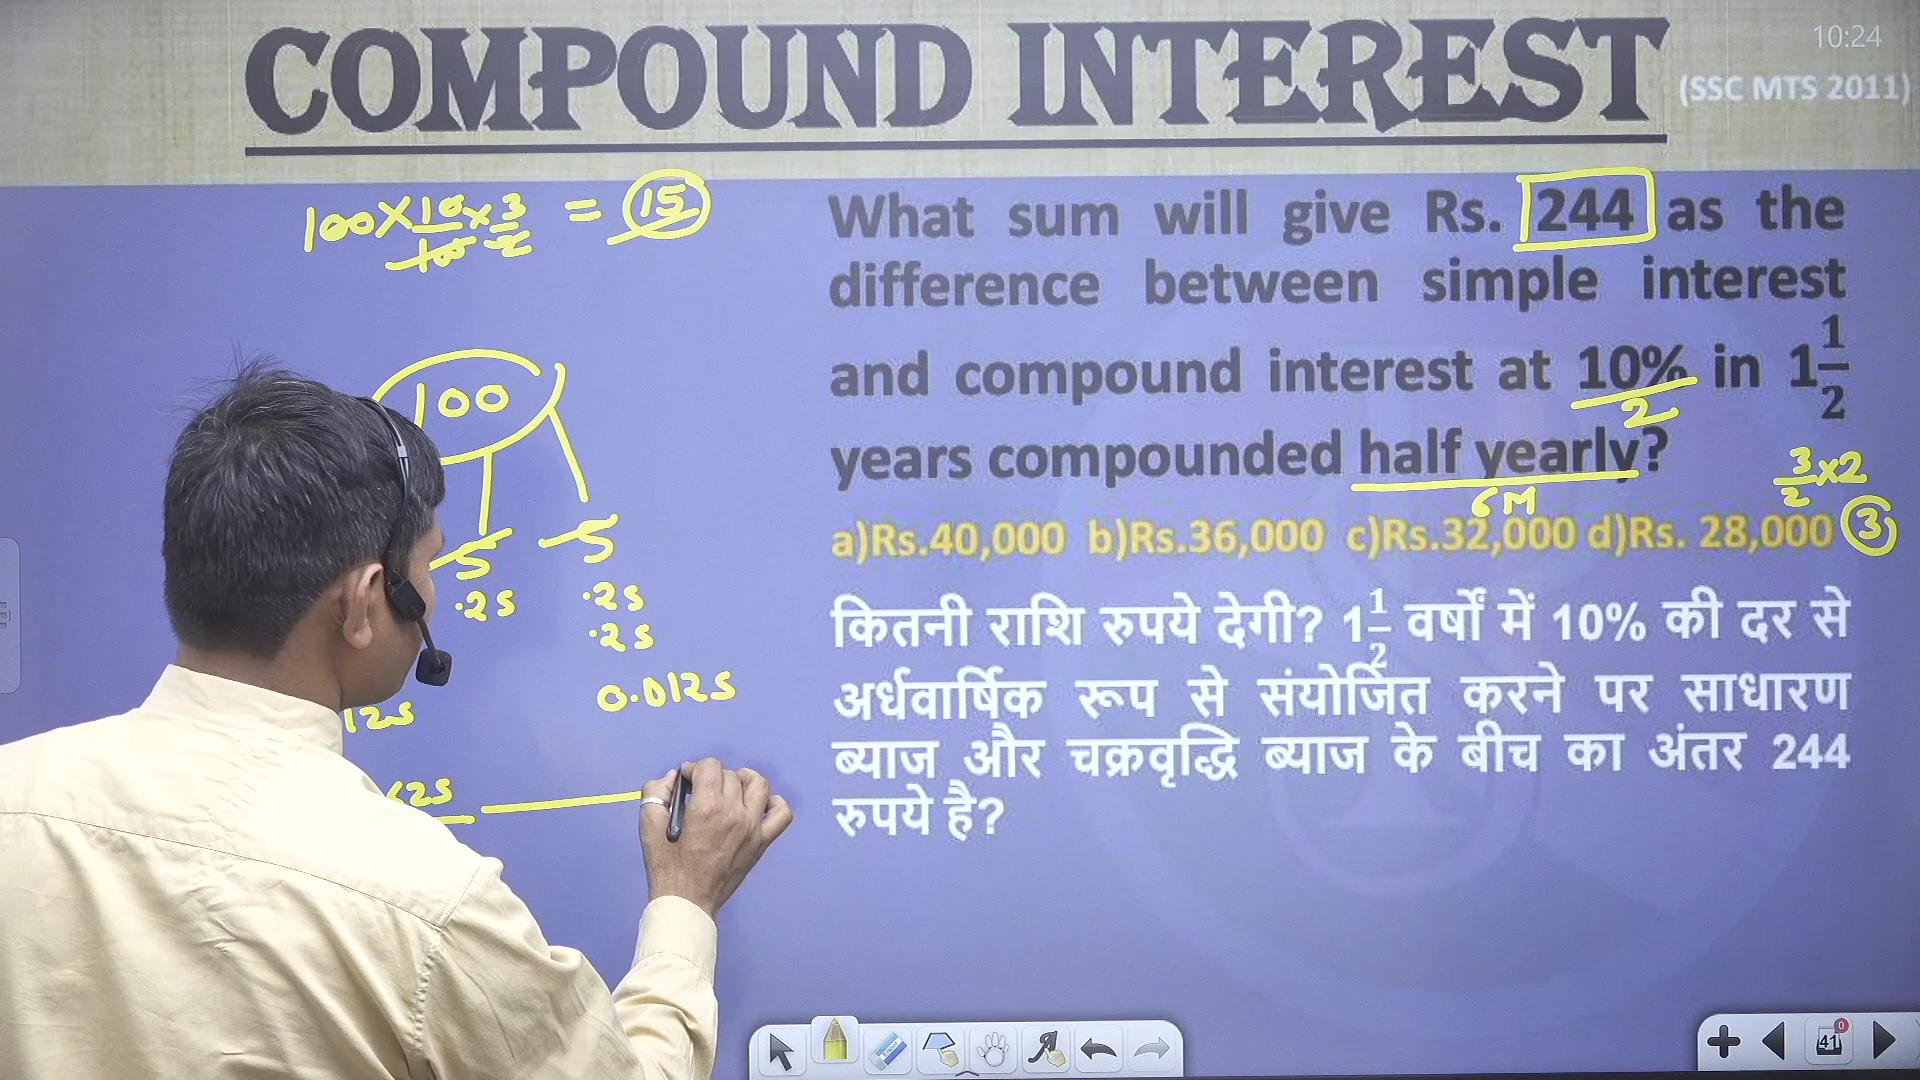 COMPOUND INTEREST
10:24
(SSC MTS 2011)
100×10/100×3/2 = 15
What sum will give Rs. 244 as the
difference between simple interest
and compound interest at 10% in 1 1/2
2
years compounded half yearly?
3/2×2
6M
a)Rs.40,000 b)Rs.36,000 c)Rs.32,000 d)Rs. 28,000
3
100
5 5
.25 .25
.25
0.0125
125
625
कितनी राशि रुपये देगी? 1 1/2 वर्षों में 10% की दर से
अर्धवार्षिक रूप से संयोजित करने पर साधारण
ब्याज और चक्रवृद्धि ब्याज के बीच का अंतर 244
रुपये है?
41
0